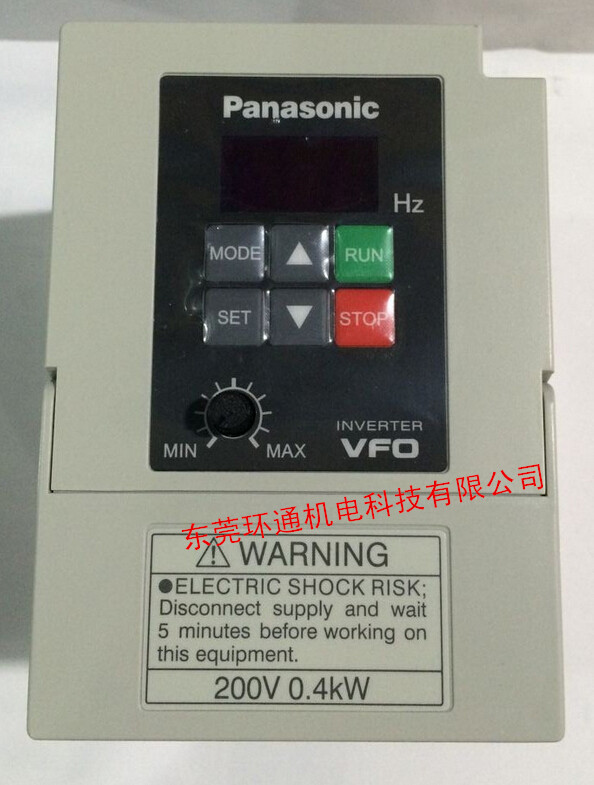 Panasonic
Hz
MODE ▲ RUN
SET ▼ STOP
MIN MAX
INVERTER
VFO
东莞环通机电科技有限公司
⚠ WARNING
●ELECTRIC SHOCK RISK;
Disconnect supply and wait
5 minutes before working on
this equipment.
200V 0.4kW